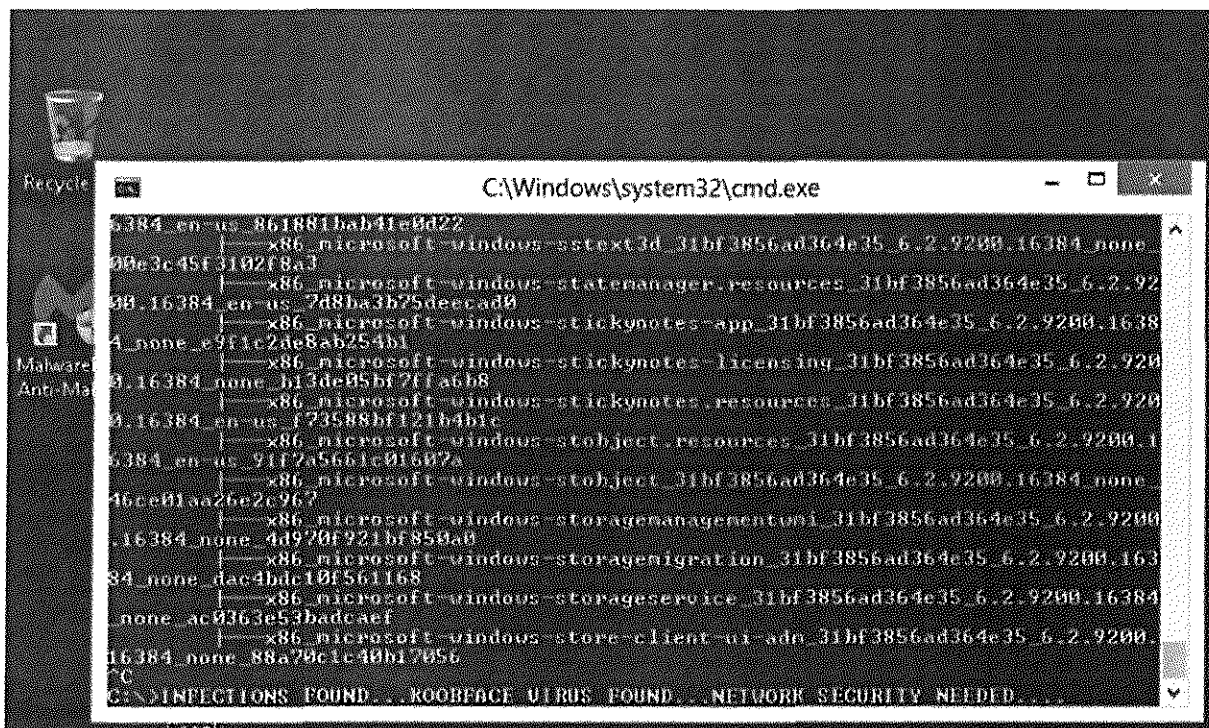 Recycle
C:\Windows\system32\cmd.exe
Malware
Anti-Mal
6384_en-us_861881bab41e0d22
x86_microsoft-windows-sstext3d_31bf3856ad364e35_6.2.9200.16384_none_
00e3c45f3102f8a3
x86_microsoft-windows-statemanager.resources_31bf3856ad364e35_6.2.92
00.16384_en-us_7d8ba3b75deecad0
x86_microsoft-windows-stickynotes-app_31bf3856ad364e35_6.2.9200.1638
4_none_e9f1c2de8ab254b1
x86_microsoft-windows-stickynotes-licensing_31bf3856ad364e35_6.2.920
0.16384_none_b13de05bf7ffa6b8
x86_microsoft-windows-stickynotes.resources_31bf3856ad364e35_6.2.920
0.16384_en-us_f73588bf121b4b1c
x86_microsoft-windows-stobject.resources_31bf3856ad364e35_6.2.9200.1
6384_en-us_91f7a5661c01607a
x86_microsoft-windows-stobject_31bf3856ad364e35_6.2.9200.16384_none_
46ce01aa26e2c967
x86_microsoft-windows-storagemanagementwmi_31bf3856ad364e35_6.2.9200
.16384_none_4d970f921bf850a0
x86_microsoft-windows-storagemigration_31bf3856ad364e35_6.2.9200.163
84_none_dac4bdc10f561168
x86_microsoft-windows-storageservice_31bf3856ad364e35_6.2.9200.16384
_none_ac0363e53badcaef
x86_microsoft-windows-store-client-ui-adn_31bf3856ad364e35_6.2.9200.
16384_none_88a70c1c40b17056
^C
C:\>INFECTIONS FOUND...KOOBFACE VIRUS FOUND...NETWORK SECURITY NEEDED....